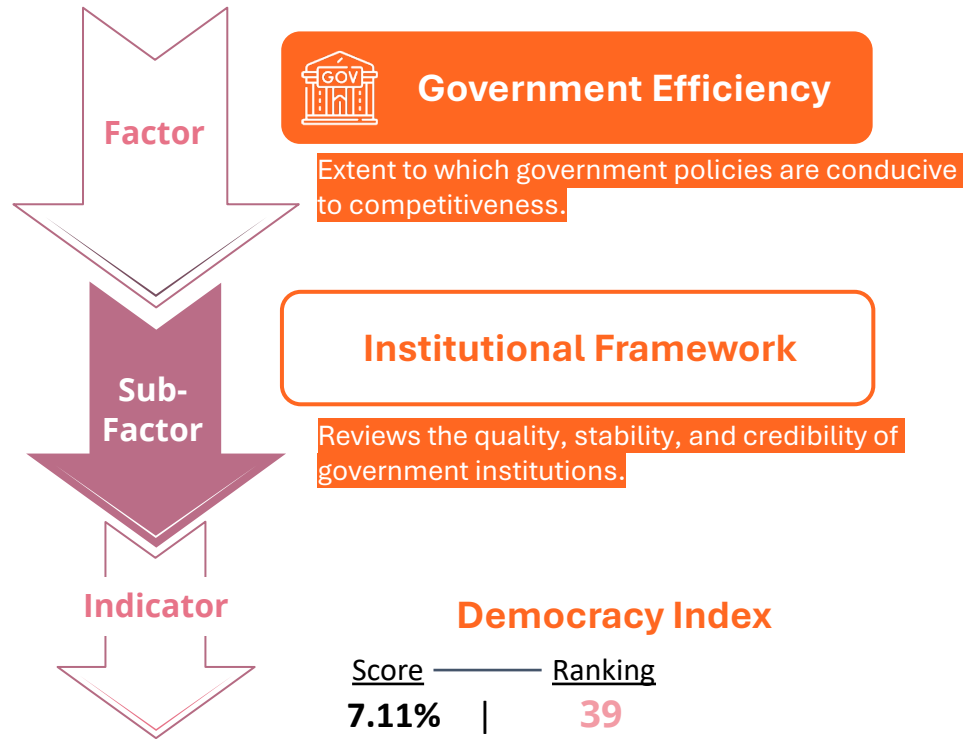 Factor
GOV
Government Efficiency
Extent to which government policies are conducive
to competitiveness.
Sub-
Factor
Institutional Framework
Reviews the quality, stability, and credibility of
government institutions.
Indicator
Democracy Index
Score Ranking
7.11% | 39